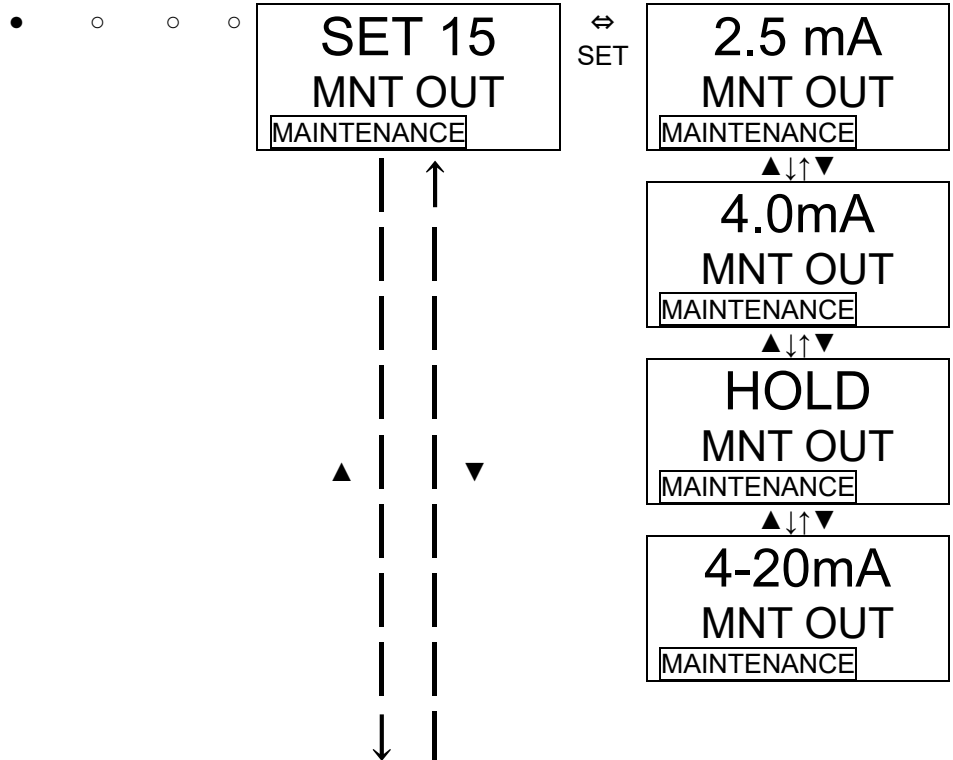 ● ○ ○ ○
SET 15
MNT OUT
MAINTENANCE
⇔
SET
2.5 mA
MNT OUT
MAINTENANCE
▲↓↑▼
4.0mA
MNT OUT
MAINTENANCE
▲↓↑▼
HOLD
MNT OUT
MAINTENANCE
▲↓↑▼
4-20mA
MNT OUT
MAINTENANCE
▲ ▼